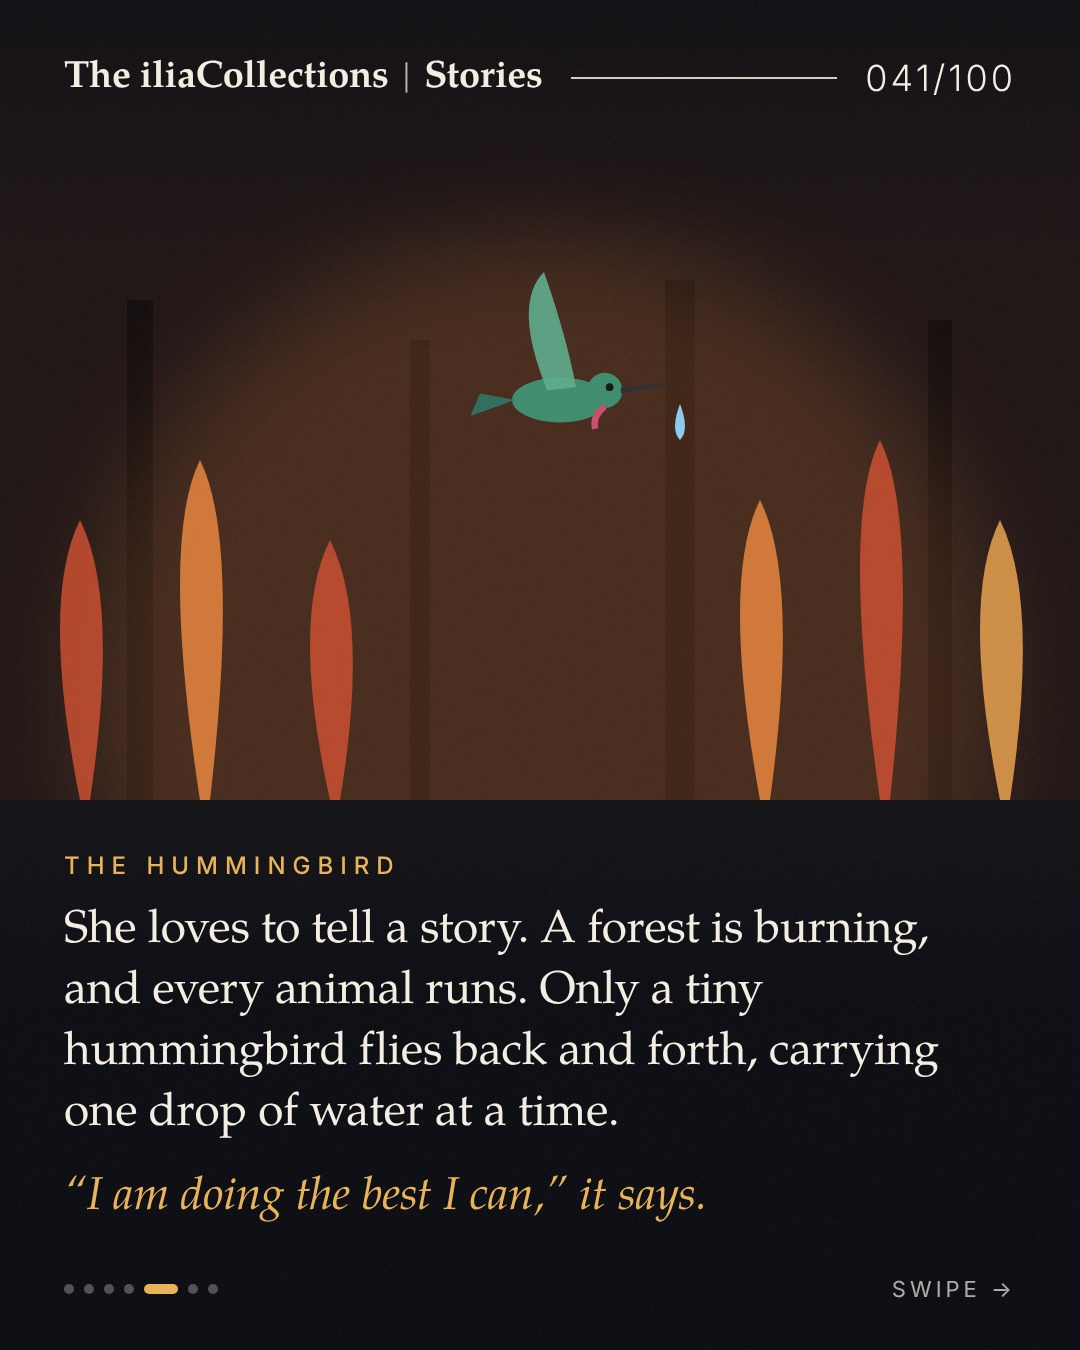 The iliaCollections | Stories 041/100
THE HUMMINGBIRD
She loves to tell a story. A forest is burning,
and every animal runs. Only a tiny
hummingbird flies back and forth, carrying
one drop of water at a time.
“I am doing the best I can,” it says.
SWIPE →